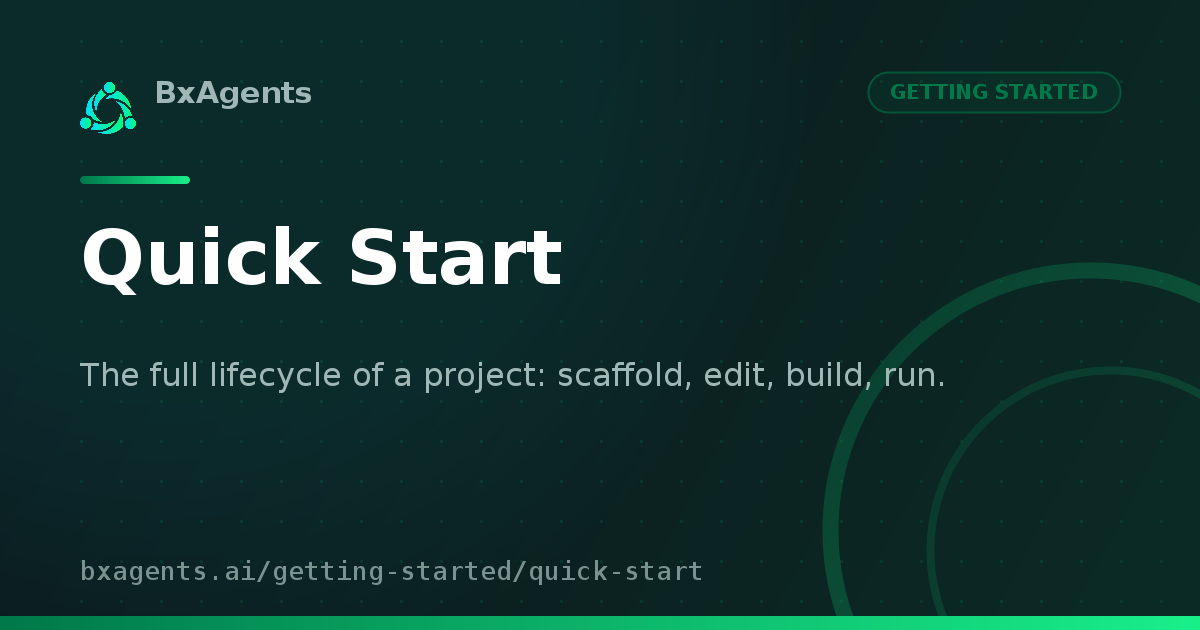 BxAgents
GETTING STARTED
Quick Start
The full lifecycle of a project: scaffold, edit, build, run.
bxagents.ai/getting-started/quick-start